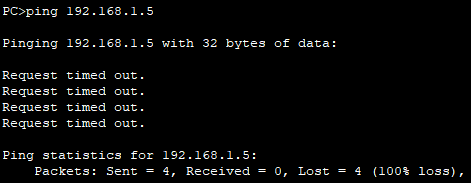 PC>ping 192.168.1.5
Pinging 192.168.1.5 with 32 bytes of data:
Request timed out.
Request timed out.
Request timed out.
Request timed out.
Ping statistics for 192.168.1.5:
Packets: Sent = 4, Received = 0, Lost = 4 (100% loss),